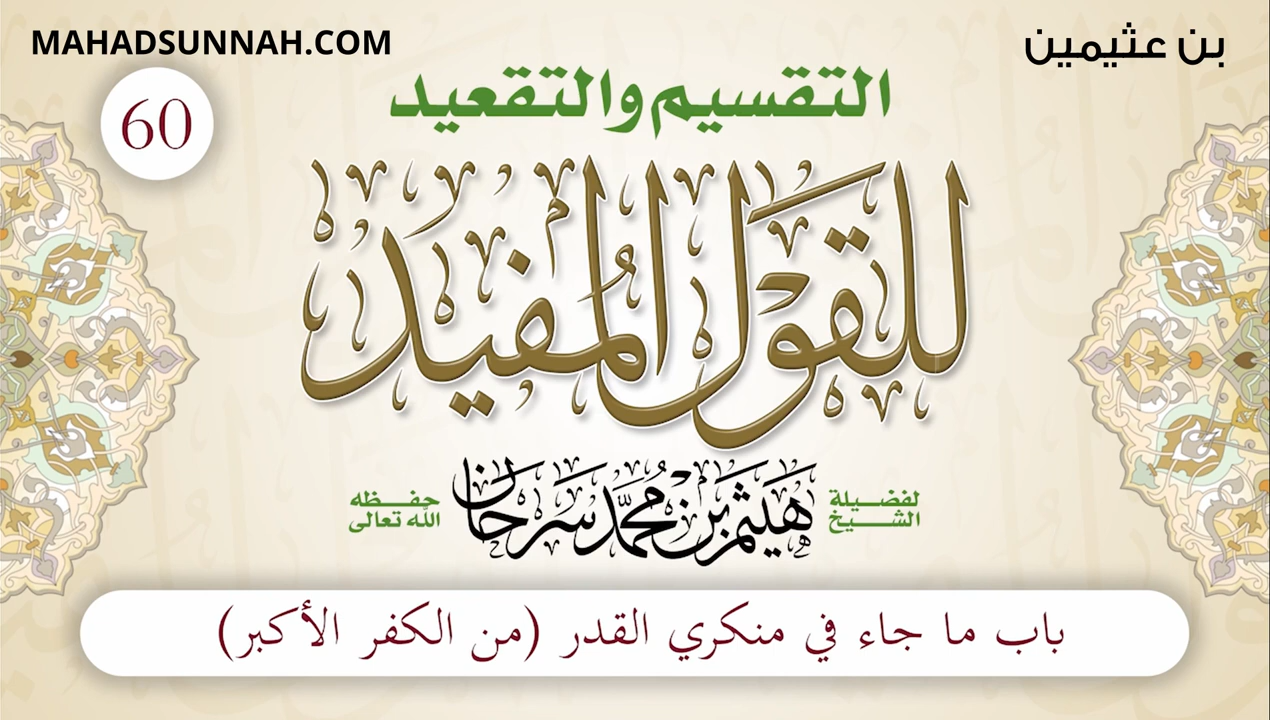 MAHADSUNNAH.COM
بن عثيمين
60
التقسيم والتقعيد
للقول المفيد
لفضيلة الشيخ
هيثم بن محمد سرحان
حفظه الله تعالى
باب ما جاء في منكري القدر (من الكفر الأكبر)